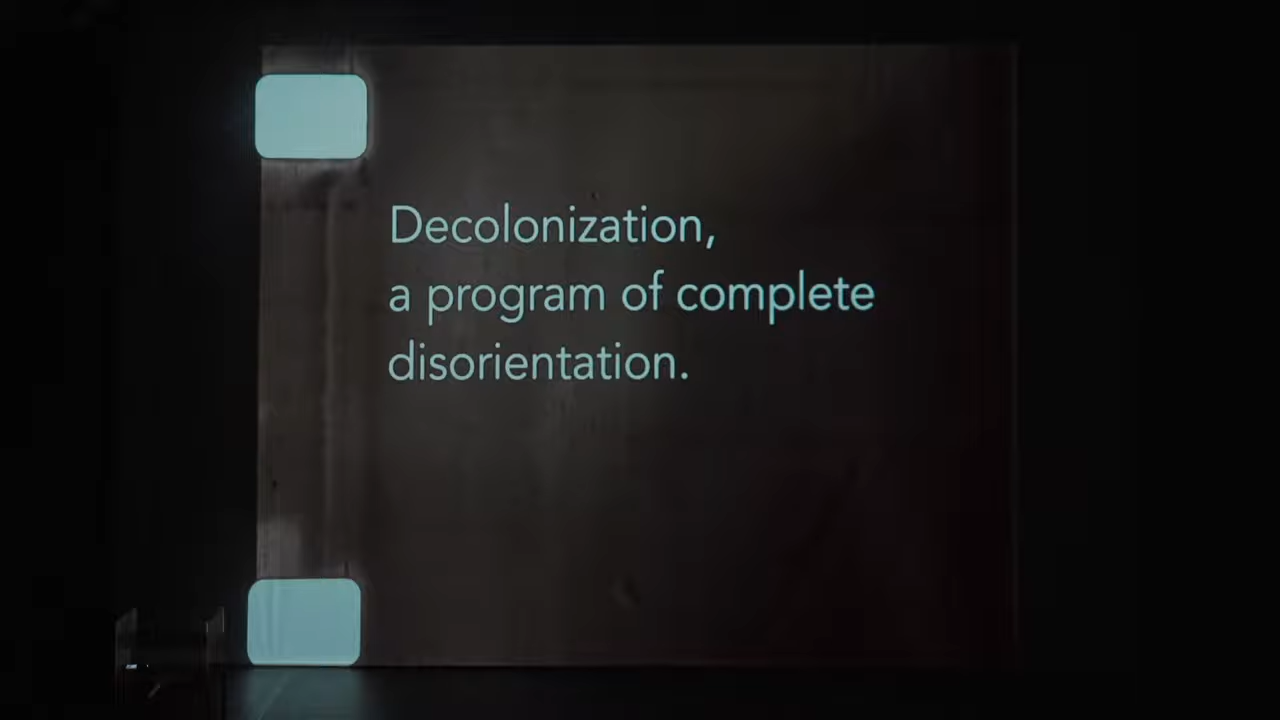 Decolonization,
a program of complete
disorientation.